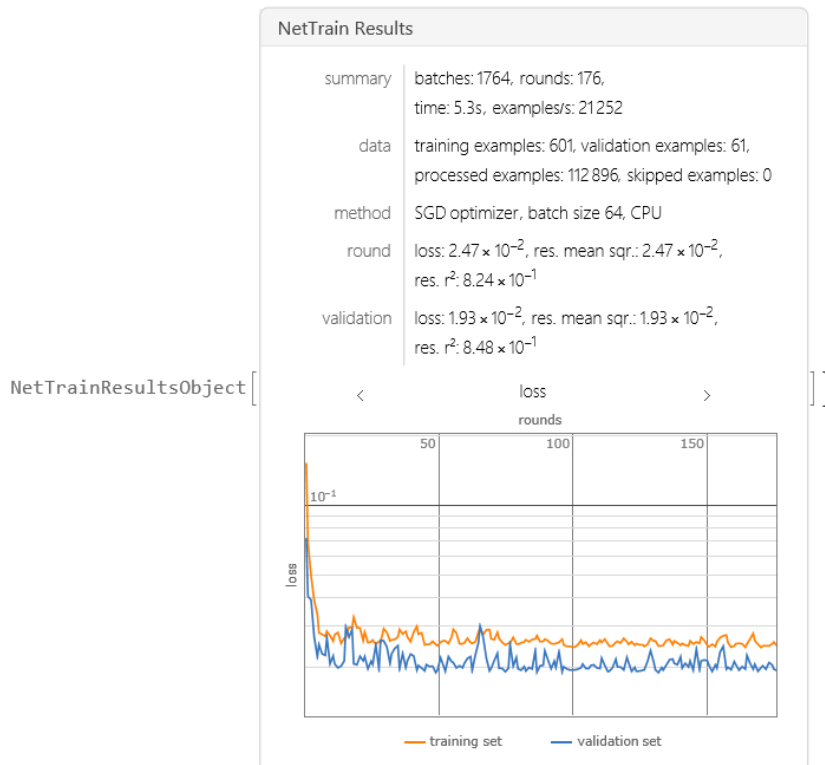 NetTrain Results
summary batches: 1764, rounds: 176,
time: 5.3s, examples/s: 21252
data training examples: 601, validation examples: 61,
processed examples: 112 896, skipped examples: 0
method SGD optimizer, batch size 64, CPU
round loss: 2.47 × 10⁻², res. mean sqr.: 2.47 × 10⁻²,
res. r²: 8.24 × 10⁻¹
validation loss: 1.93 × 10⁻², res. mean sqr.: 1.93 × 10⁻²,
res. r²: 8.48 × 10⁻¹
NetTrainResultsObject[ ]
< loss >
rounds
50 100 150
10⁻¹
loss
training set validation set